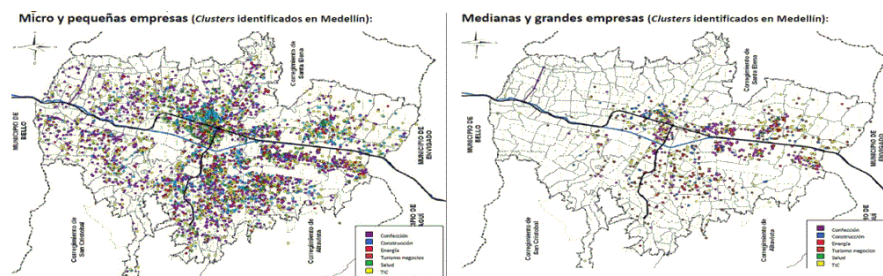 Micro y pequeñas empresas (Clusters identificados en Medellín):
Corregimiento de
Santa Elena
MUNICIPIO DE
BELLO
MUNICIPIO DE
ENVIGADO
Corregimiento de
San Cristobal
Corregimiento de
Altavista
Confección
Construcción
Energía
Turismo negocios
Salud
TIC
Medianas y grandes empresas (Clusters identificados en Medellín):
Corregimiento de
Santa Elena
MUNICIPIO DE
BELLO
MUNICIPIO DE
ENVIGADO
Corregimiento de
San Cristobal
Corregimiento de
Altavista
Confección
Construcción
Energía
Turismo negocios
Salud
TIC